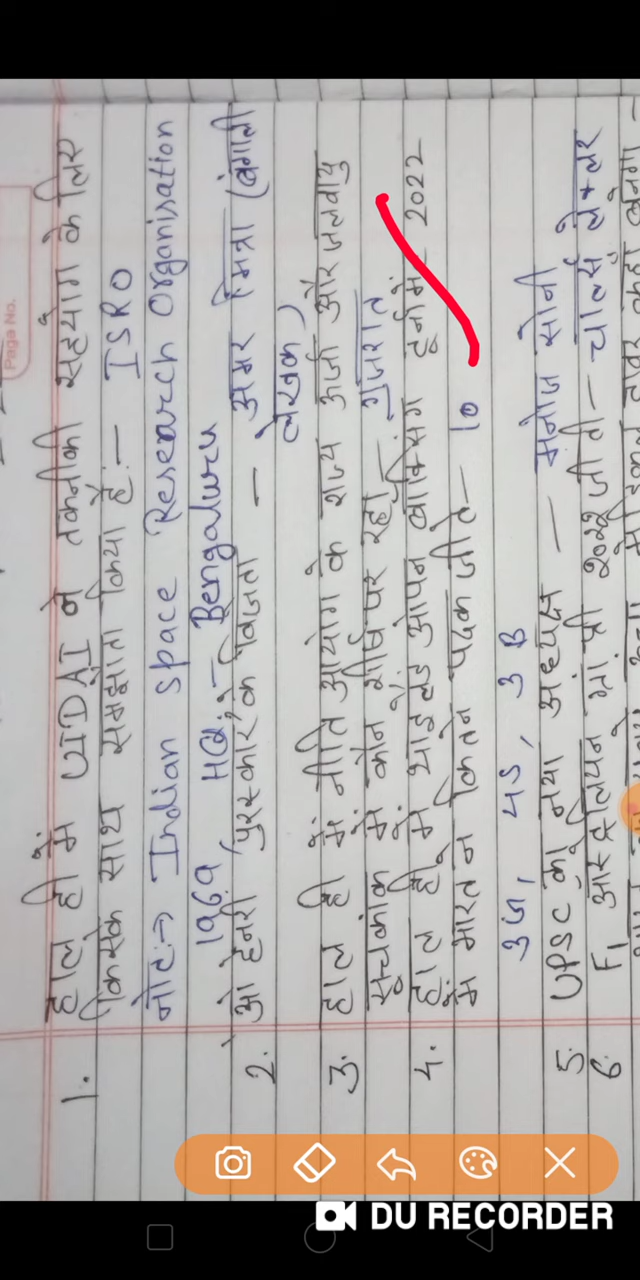 Page No.
1. हाल ही में UIDAI ने तकनीकी सहयोग के लिए
किसके साथ समझौता किया है:— ISRO
नोट:→ Indian Space Research Organisation
1969 HQ:— Bengaluru
2. ओ हेनरी पुरस्कार के विजेता — अमर मित्रा (बंगाली
लेखक)
3. हाल ही में नीति आयोग के राज्य ऊर्जा और जलवायु
सूचकांक में कौन शीर्ष पर रहा — गुजरात
4. हाल ही में थाइलैंड ओपन बॉक्सिंग टूर्नामेंट 2022
में भारत ने कितने पदक जीते — 10
3G, 4S, 3B
5. UPSC का नया अध्यक्ष — मनोज सोनी
6. F1 आस्ट्रेलियन ग्रां प्री 2022 जीती — चार्ल्स लेक्लर
DU RECORDER